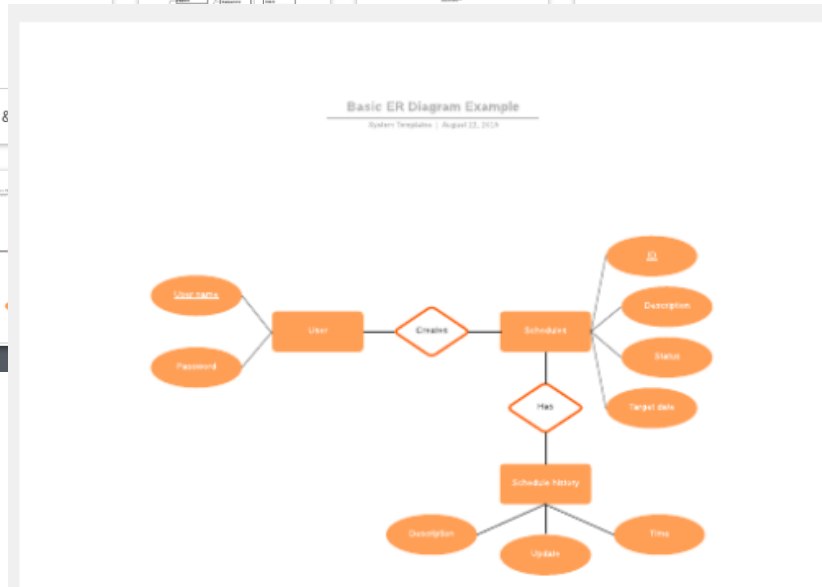 Basic ER Diagram Example
System Templates | August 22, 2019
&
ID
User name
Description
User
Creates
Schedules
Status
Password
Target date
Has
Schedule history
Description
Update
Time